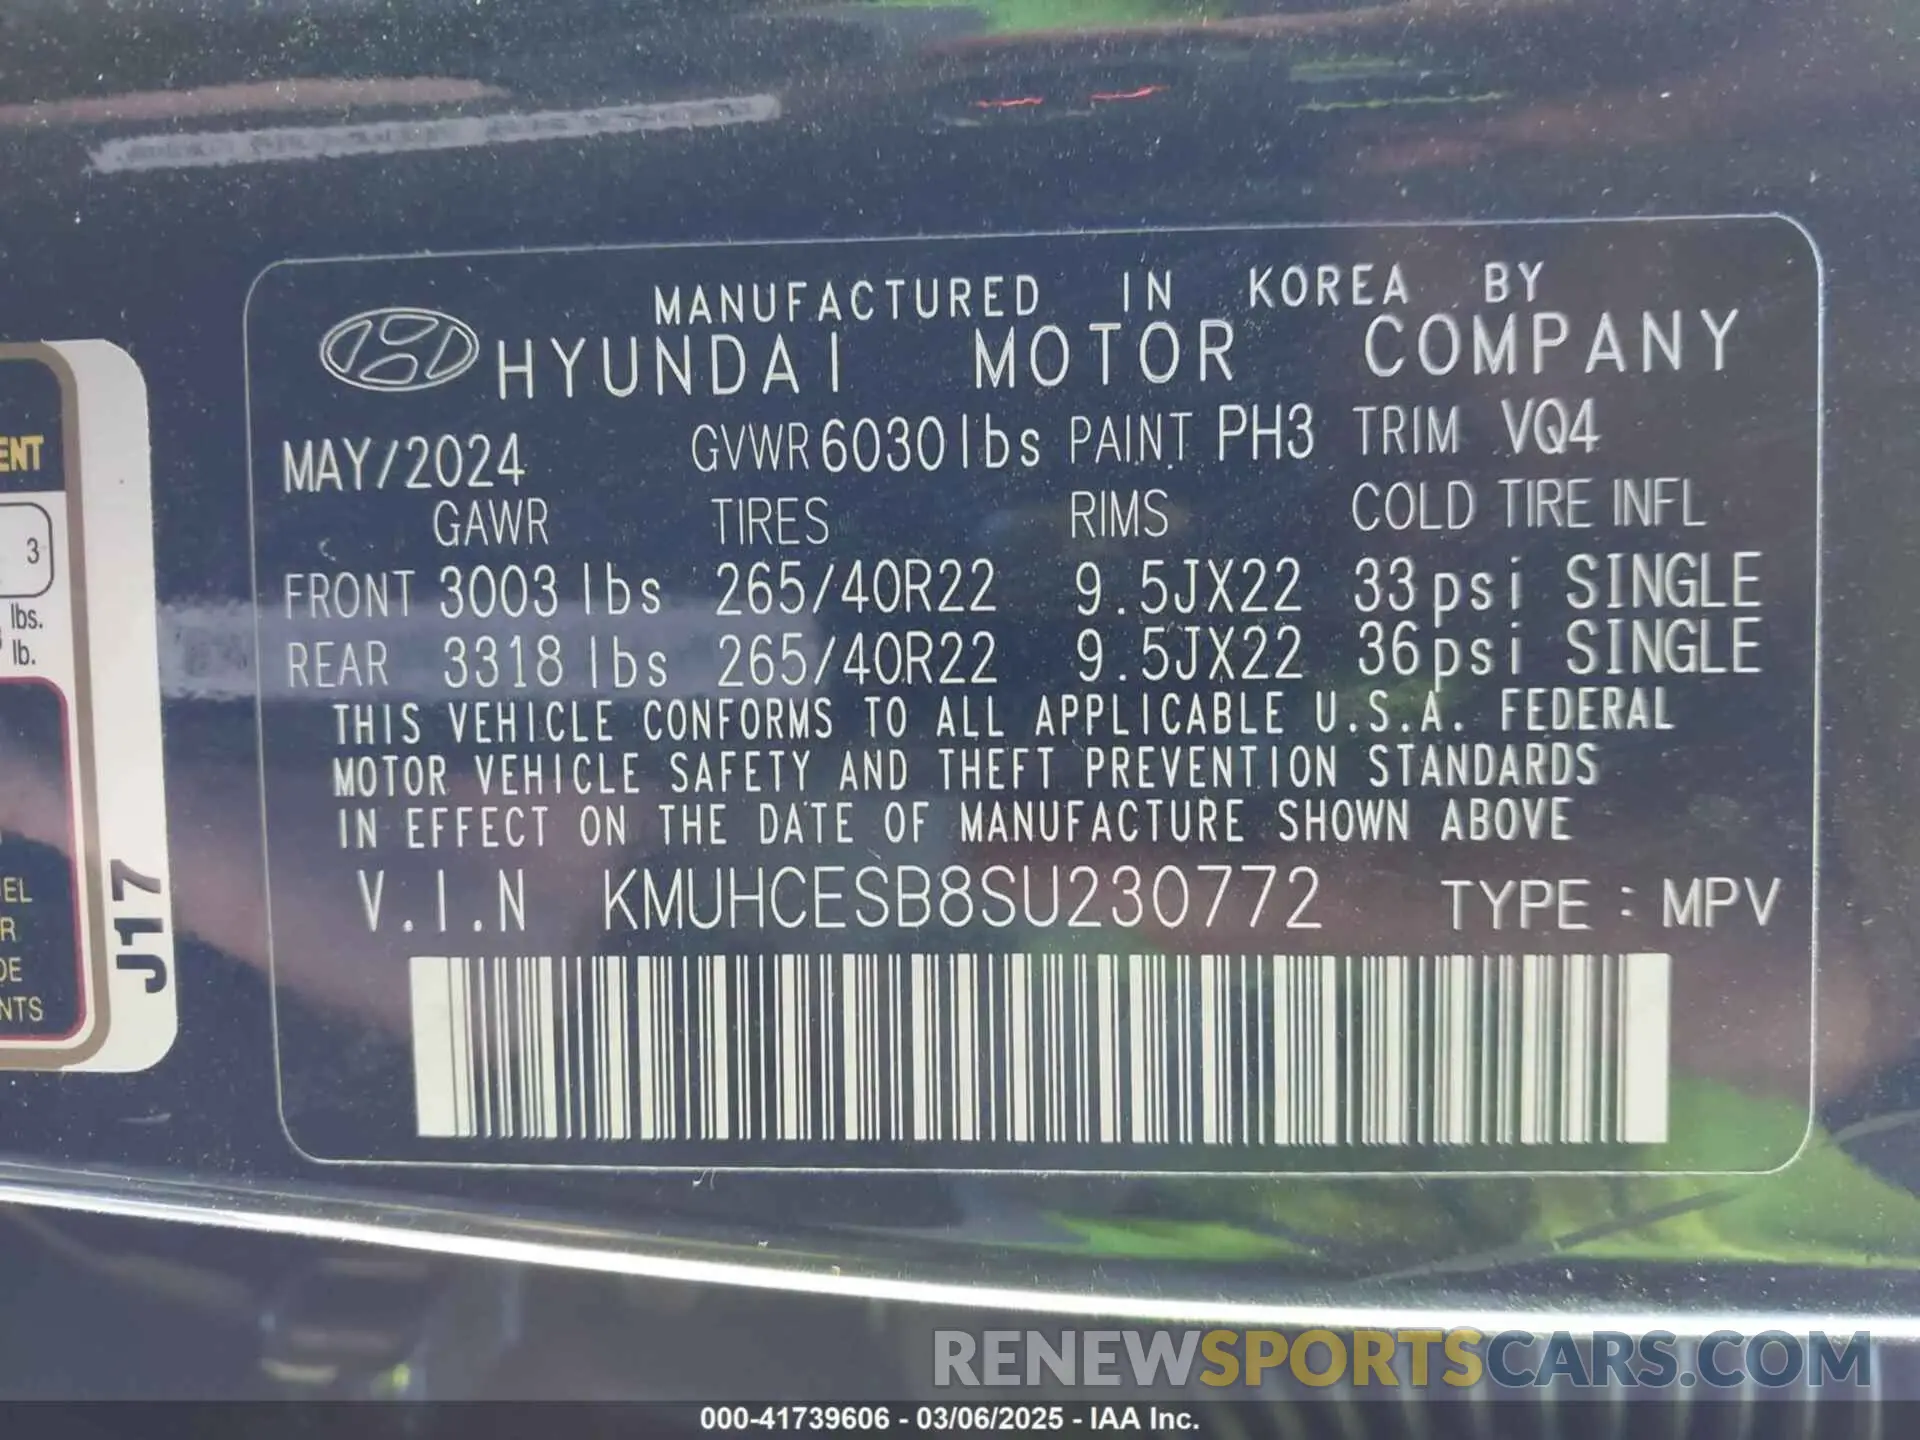 MANUFACTURED IN KOREA BY
HYUNDAI MOTOR COMPANY
MAY/2024 GVWR 6030 lbs PAINT PH3 TRIM VQ4
GAWR TIRES RIMS COLD TIRE INFL
FRONT 3003 lbs 265/40R22 9.5JX22 33psi SINGLE
REAR 3318 lbs 265/40R22 9.5JX22 36psi SINGLE
THIS VEHICLE CONFORMS TO ALL APPLICABLE U.S.A. FEDERAL
MOTOR VEHICLE SAFETY AND THEFT PREVENTION STANDARDS
IN EFFECT ON THE DATE OF MANUFACTURE SHOWN ABOVE
V.I.N KMUHCESB8SU230772 TYPE : MPV
3
lbs.
lb.
J17
RENEWSPORTSCARS.COM
000-41739606 - 03/06/2025 - IAA Inc.